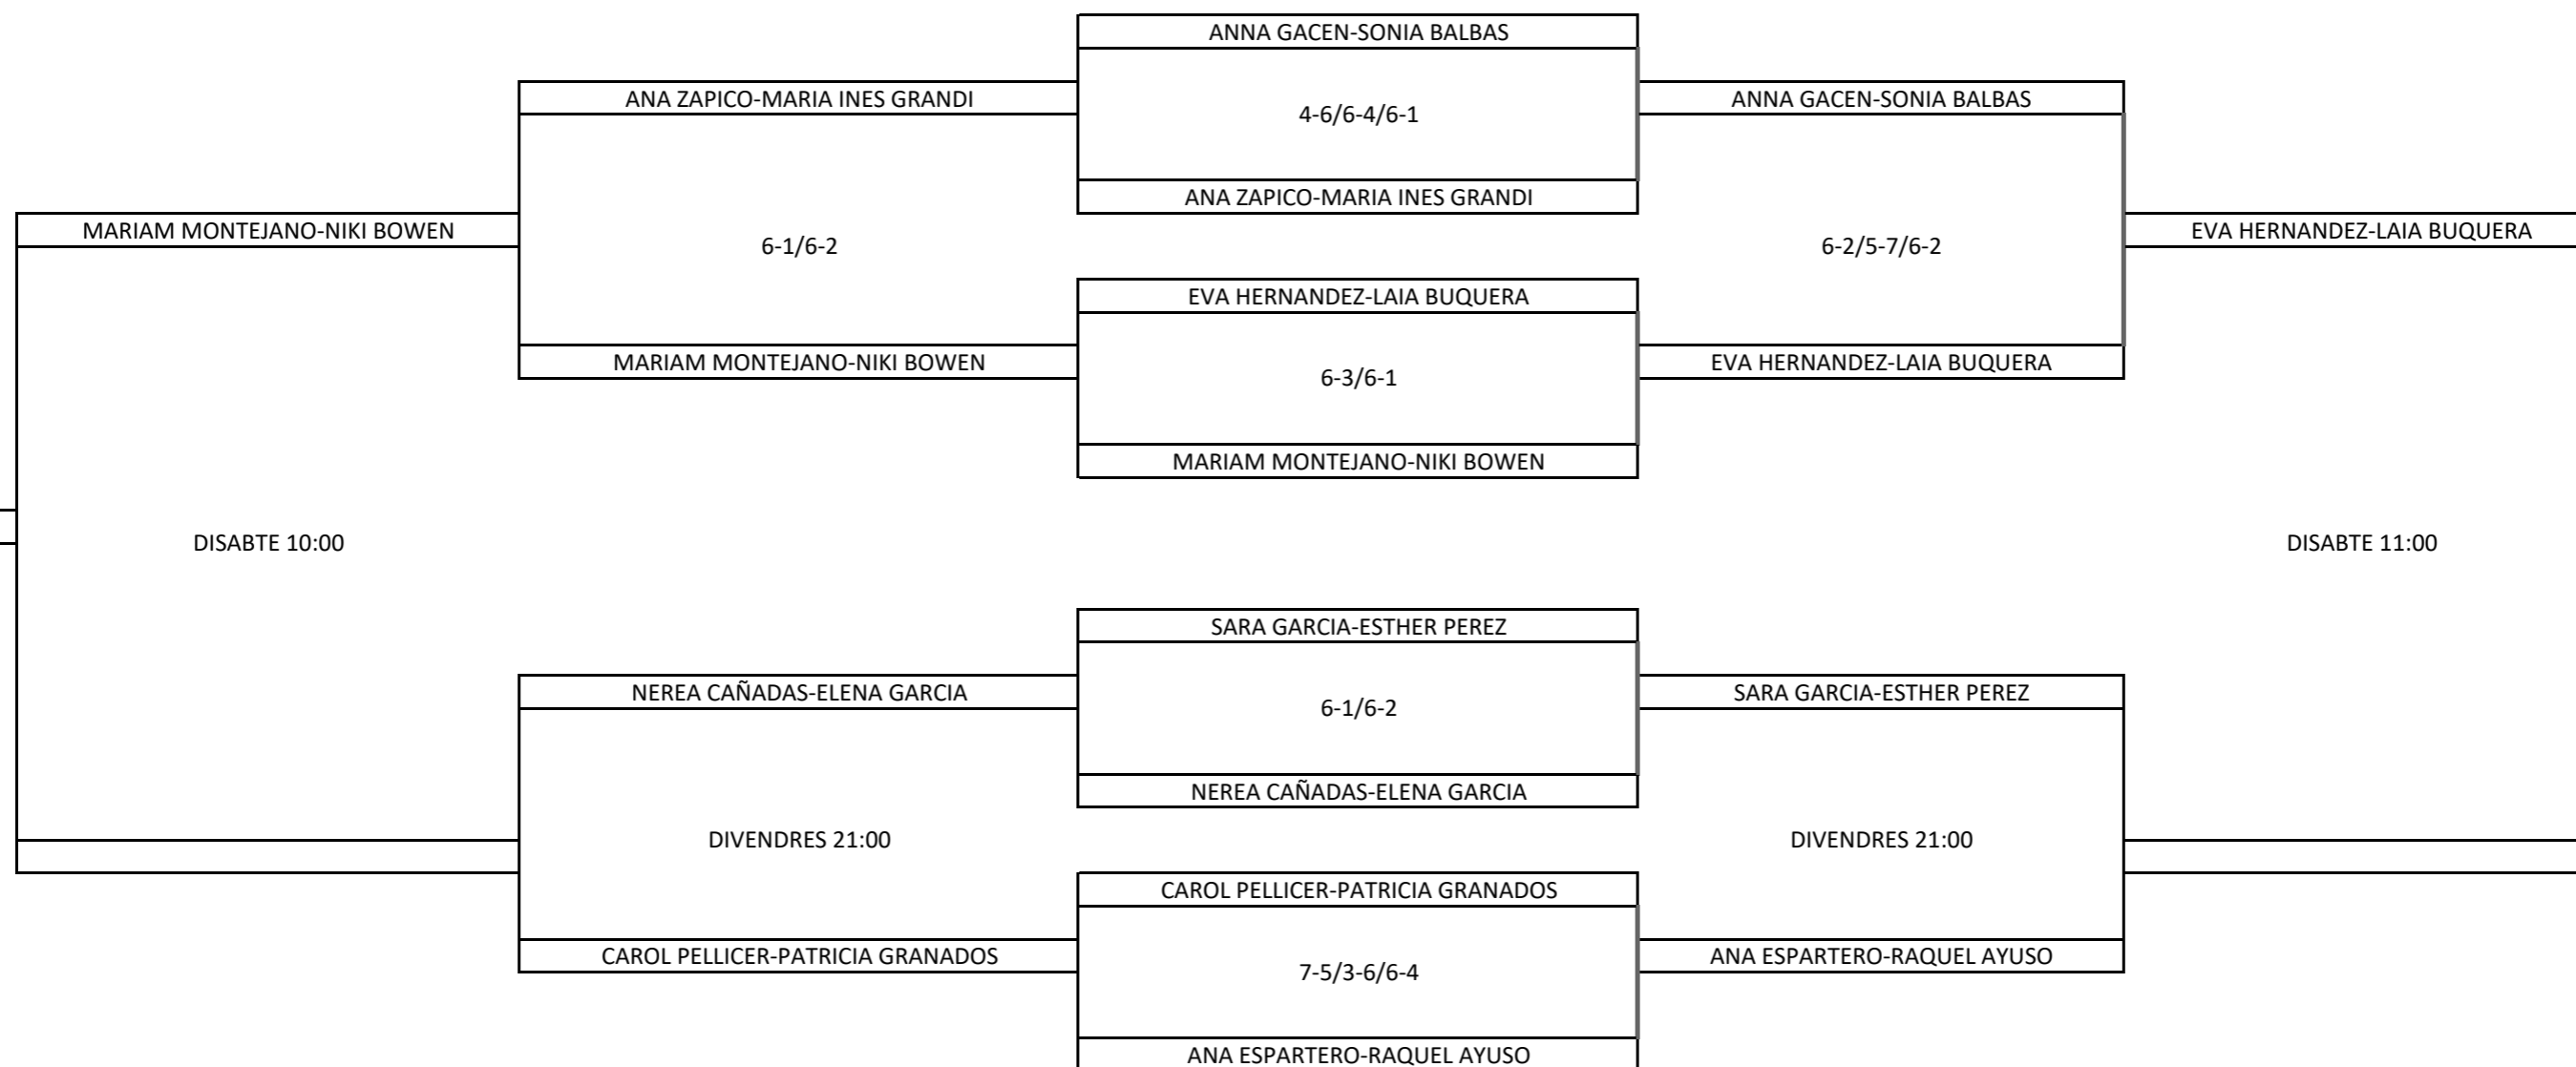 ANNA GACEN-SONIA BALBAS
ANA ZAPICO-MARIA INES GRANDI
ANNA GACEN-SONIA BALBAS
4-6/6-4/6-1
ANA ZAPICO-MARIA INES GRANDI
MARIAM MONTEJANO-NIKI BOWEN
EVA HERNANDEZ-LAIA BUQUERA
6-1/6-2
6-2/5-7/6-2
EVA HERNANDEZ-LAIA BUQUERA
MARIAM MONTEJANO-NIKI BOWEN
EVA HERNANDEZ-LAIA BUQUERA
6-3/6-1
MARIAM MONTEJANO-NIKI BOWEN
DISABTE 10:00
DISABTE 11:00
SARA GARCIA-ESTHER PEREZ
NEREA CAÑADAS-ELENA GARCIA
SARA GARCIA-ESTHER PEREZ
6-1/6-2
NEREA CAÑADAS-ELENA GARCIA
DIVENDRES 21:00
DIVENDRES 21:00
CAROL PELLICER-PATRICIA GRANADOS
CAROL PELLICER-PATRICIA GRANADOS
ANA ESPARTERO-RAQUEL AYUSO
7-5/3-6/6-4
ANA ESPARTERO-RAQUEL AYUSO